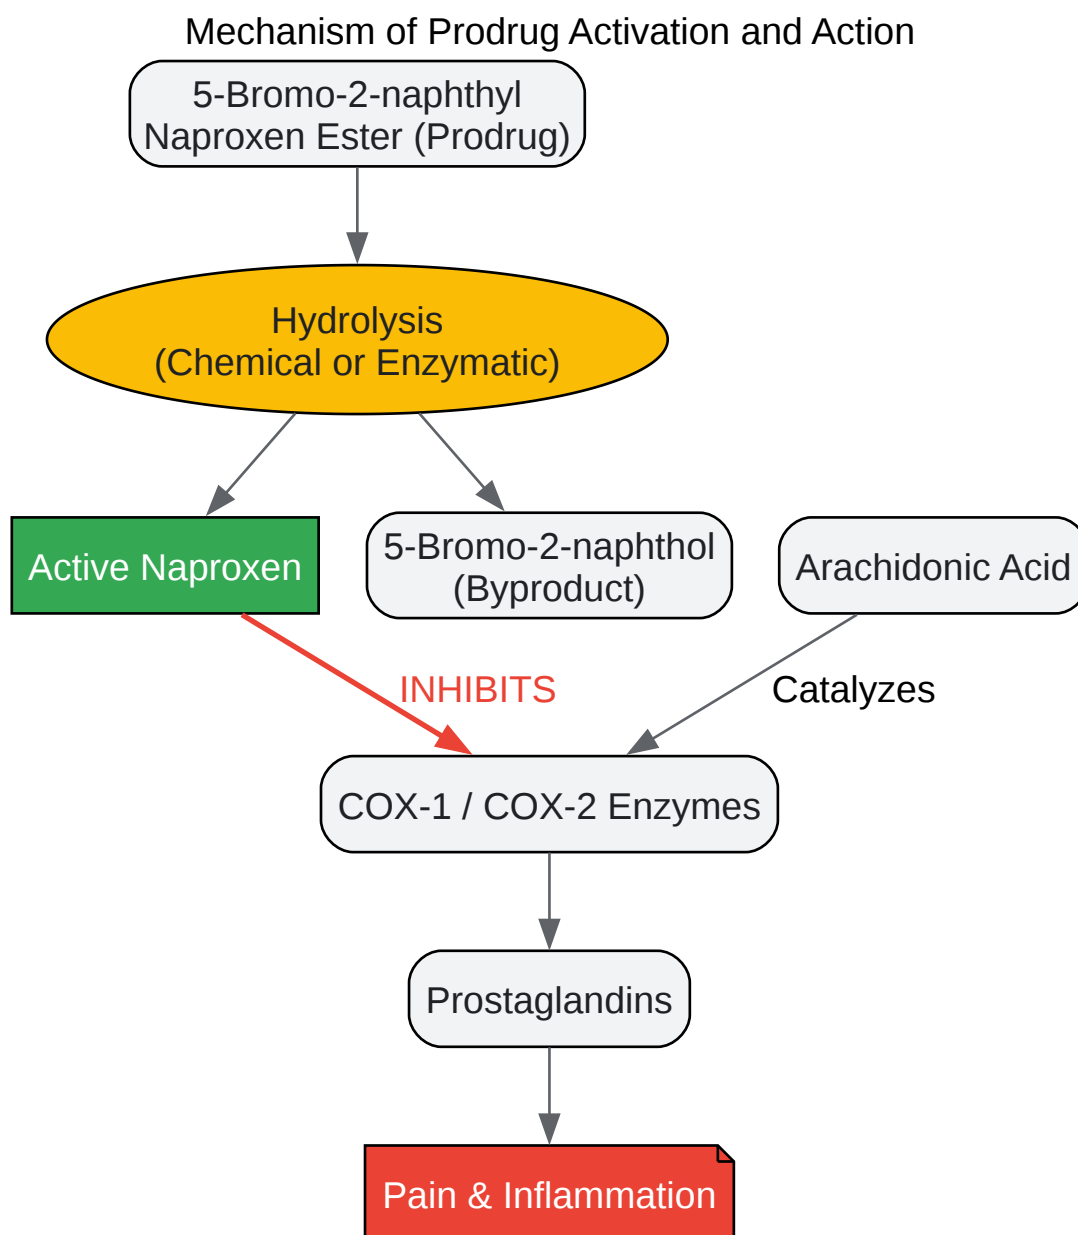 Mechanism of Prodrug Activation and Action
5-Bromo-2-naphthyl
Naproxen Ester (Prodrug)
Hydrolysis
(Chemical or Enzymatic)
Active Naproxen
5-Bromo-2-naphthol
(Byproduct)
Arachidonic Acid
INHIBITS
Catalyzes
COX-1 / COX-2 Enzymes
Prostaglandins
Pain & Inflammation